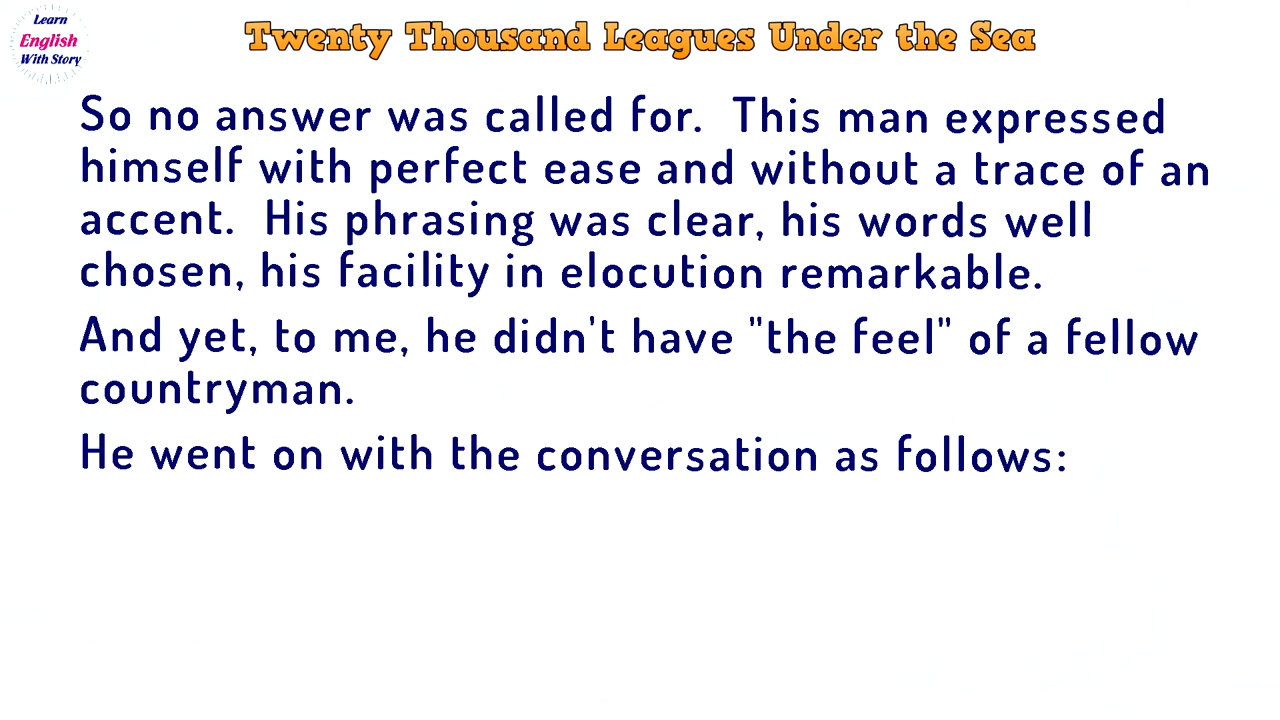 Learn
English
With Story
Twenty Thousand Leagues Under the Sea
So no answer was called for.  This man expressed
himself with perfect ease and without a trace of an
accent.  His phrasing was clear, his words well
chosen, his facility in elocution remarkable.
And yet, to me, he didn't have "the feel" of a fellow
countryman.
He went on with the conversation as follows: